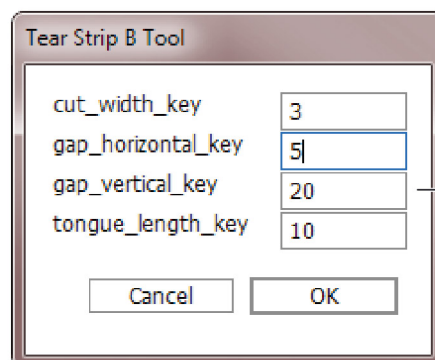 Tear Strip B Tool
cut_width_key 3
gap_horizontal_key 5
gap_vertical_key 20
tongue_length_key 10
Cancel OK